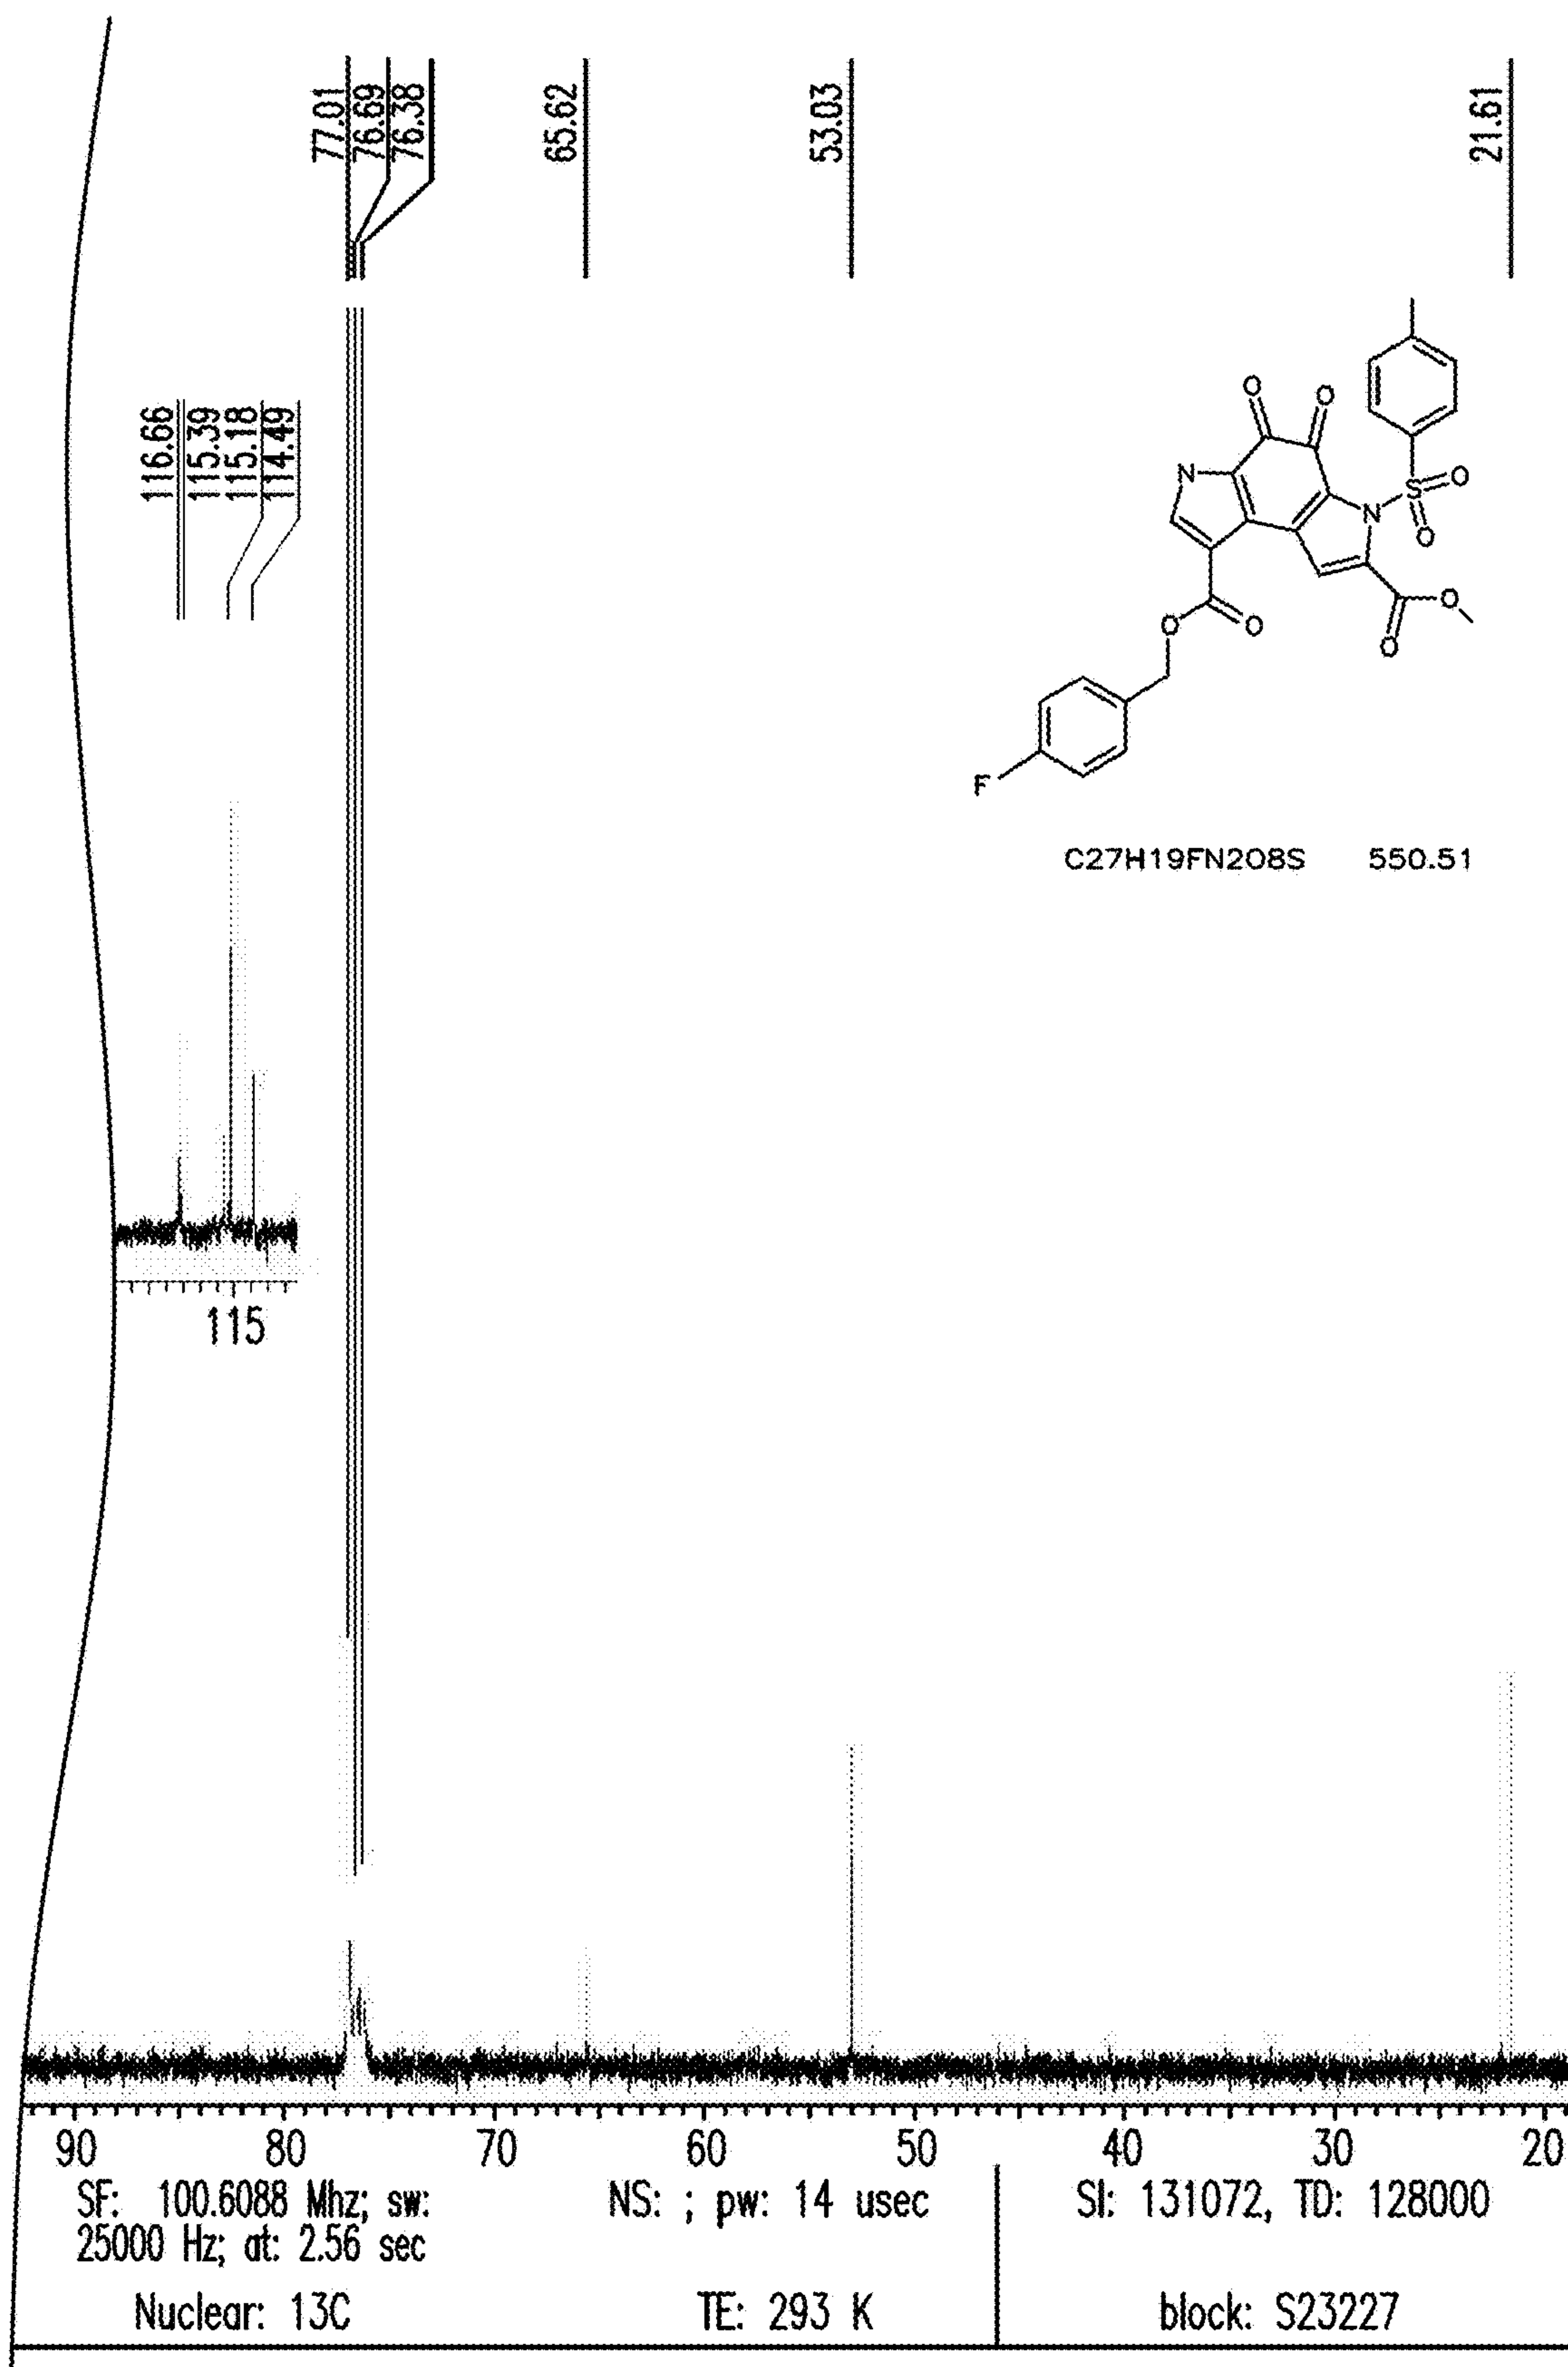 77.01
76.69
76.38
65.62
53.03
21.61
116.66
115.39
115.18
114.49
O
O
N
N
S
O
O
O
O
O
O
F
C27H19FN2O8S 550.51
115
90 80 70 60 50 40 30 20
SF: 100.6088 Mhz; sw:
25000 Hz; at: 2.56 sec
NS: ; pw: 14 usec
SI: 131072, TD: 128000
Nuclear: 13C
TE: 293 K
block: S23227